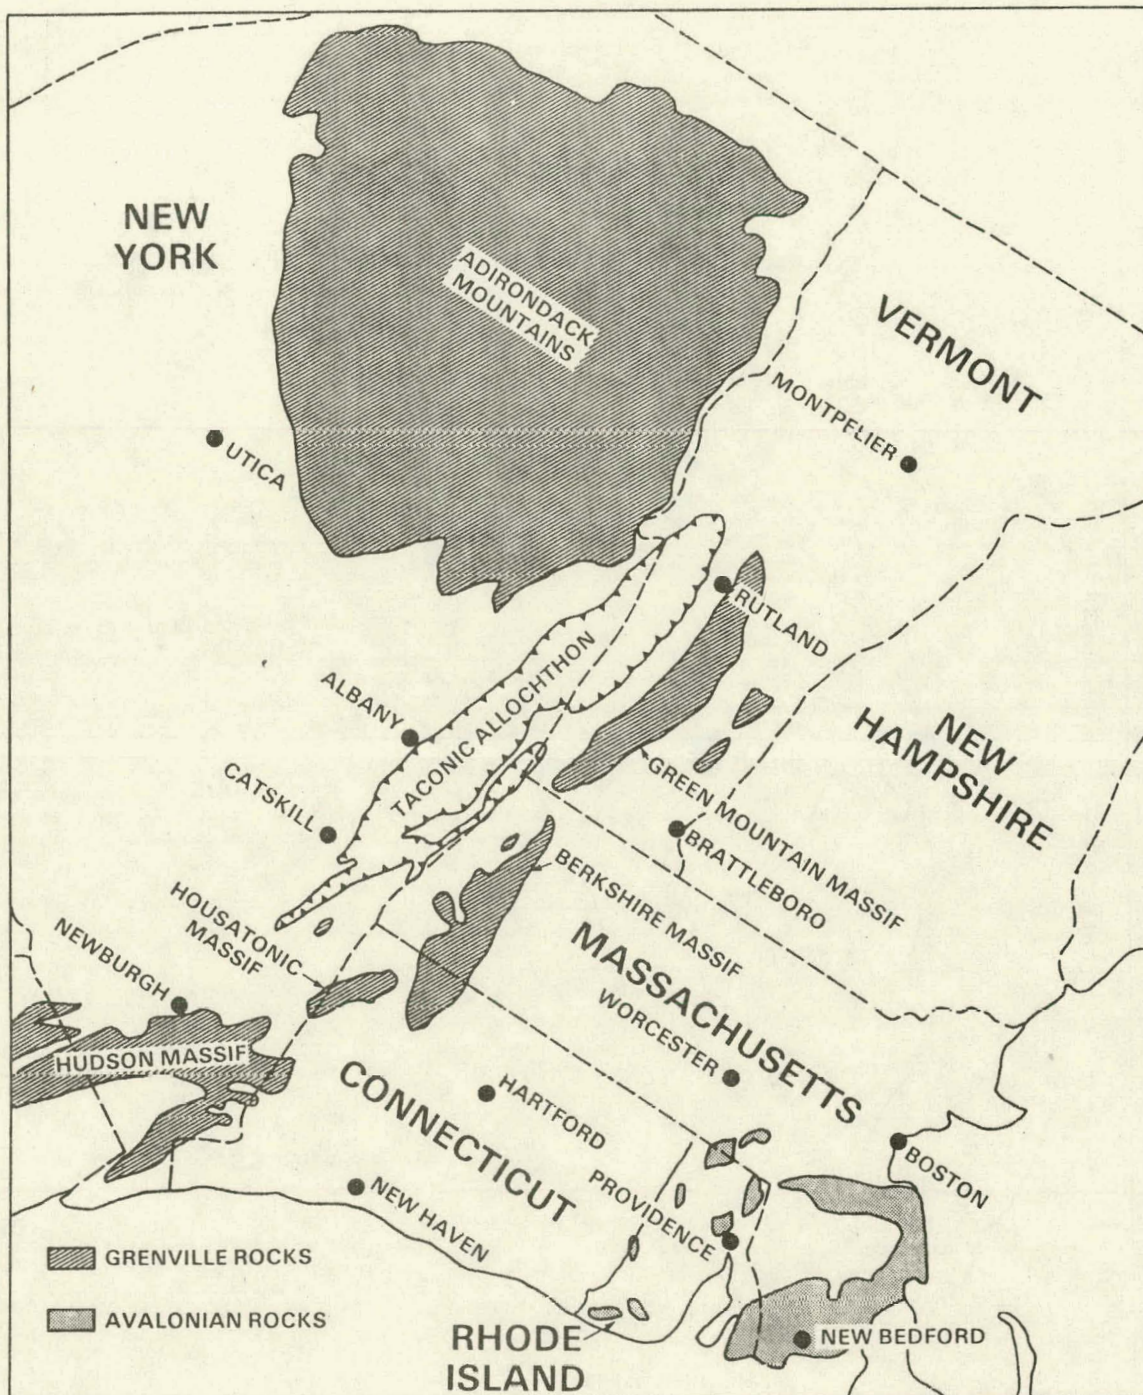 NEW
YORK
ADIRONDACK
MOUNTAINS
VERMONT
MONTPELIER
UTICA
RUTLAND
ALBANY
TACONIC ALLOCHTHON
NEW
HAMPSHIRE
CATSKILL
GREEN MOUNTAIN MASSIF
BRATTLEBORO
BERKSHIRE MASSIF
HOUSATONIC
MASSIF
NEWBURGH
MASSACHUSETTS
WORCESTER
HUDSON MASSIF
CONNECTICUT
HARTFORD
BOSTON
PROVIDENCE
NEW HAVEN
GRENVILLE ROCKS
AVALONIAN ROCKS
RHODE
ISLAND
NEW BEDFORD